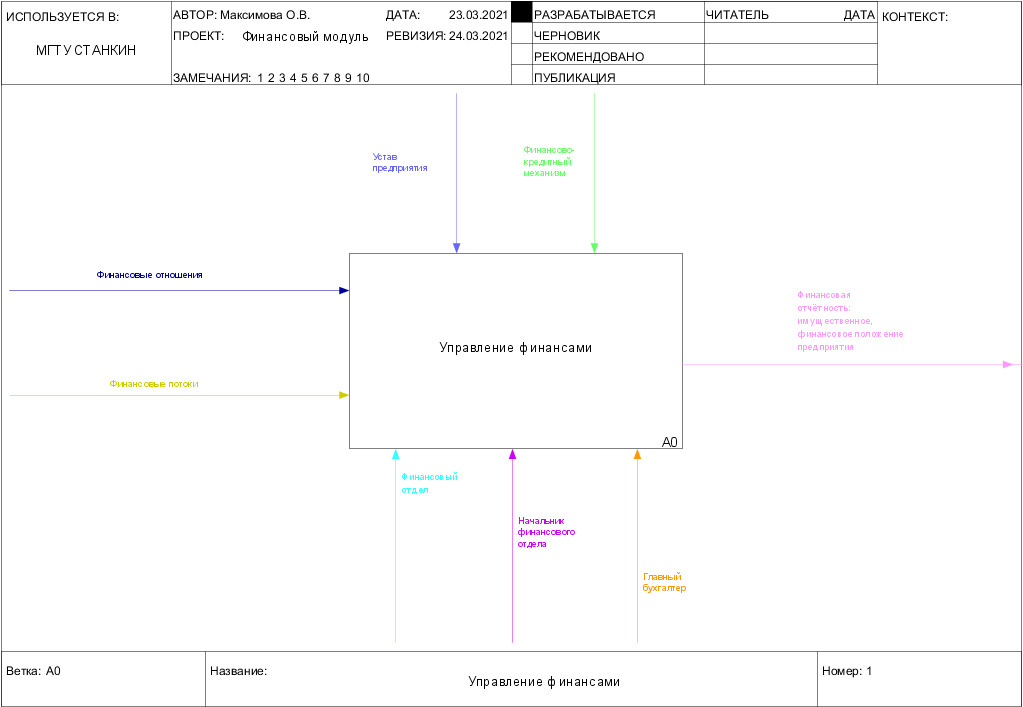 ИСПОЛЬЗУЕТСЯ В:
МГТУ СТАНКИН
АВТОР: Максимова О.В.
ДАТА: 23.03.2021
ПРОЕКТ: Финансовый модуль
РЕВИЗИЯ: 24.03.2021
ЗАМЕЧАНИЯ: 1 2 3 4 5 6 7 8 9 10
РАЗРАБАТЫВАЕТСЯ
ЧЕРНОВИК
РЕКОМЕНДОВАНО
ПУБЛИКАЦИЯ
ЧИТАТЕЛЬ
ДАТА
КОНТЕКСТ:
Устав
предприятия
Финансово-
кредитный
механизм
Финансовые отношения
Финансовые потоки
Управление финансами
A0
Финансовая
отчётность:
имущественное,
финансовое положение
предприятия
Финансовый
отдел
Начальник
финансового
отдела
Главный
бухгалтер
Ветка: A0
Название:
Управление финансами
Номер: 1